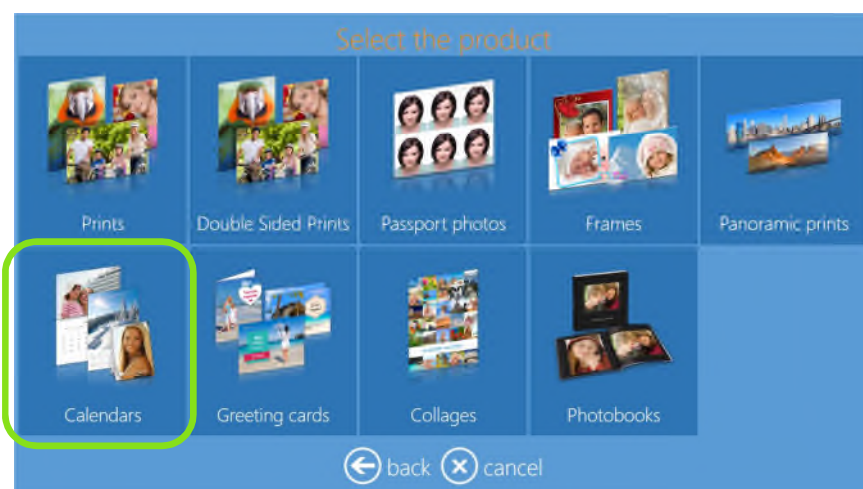 Select the product
Prints
Double Sided Prints
Passport photos
Frames
Panoramic prints
Calendars
Greeting cards
Collages
Photobooks
back cancel